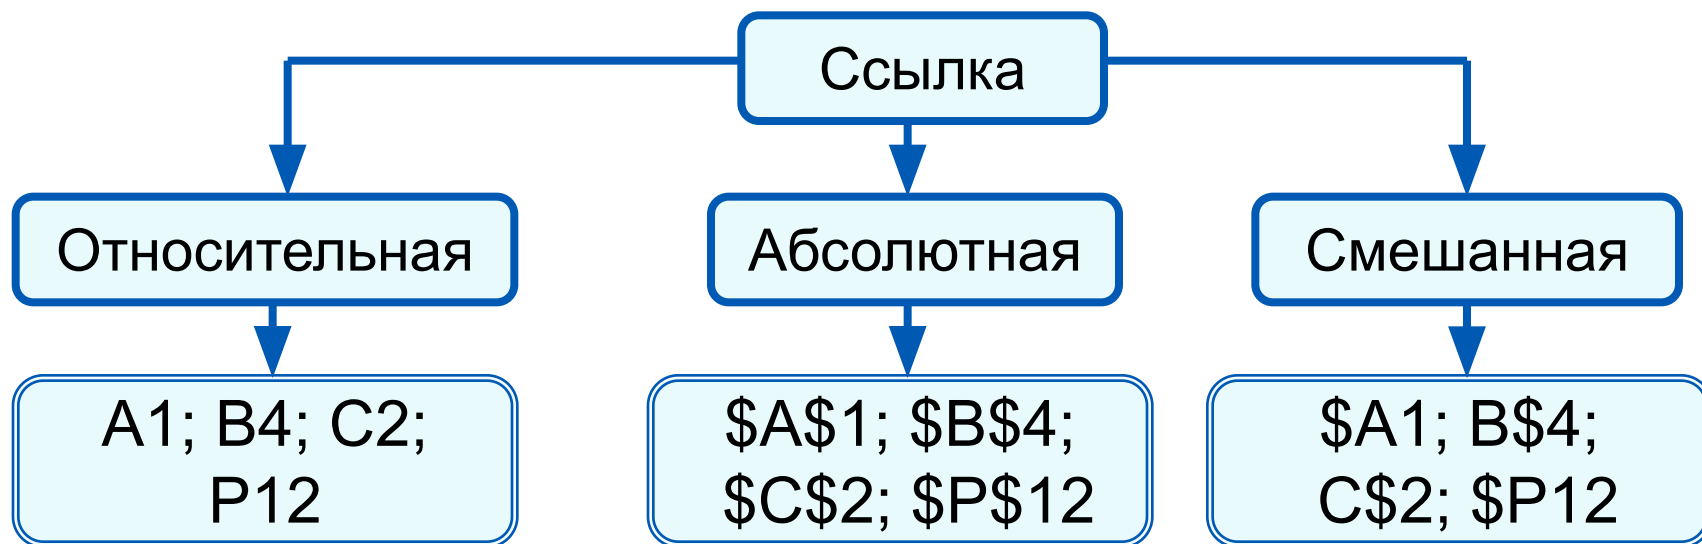 Ссылка
Относительная
Абсолютная
Смешанная
A1; B4; C2;
P12
$A$1; $B$4;
$C$2; $P$12
$A1; B$4;
C$2; $P12